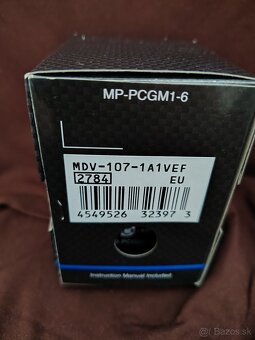 MP-PCGM1-6
MDV-107-1A1VEF
2784 EU
4549526 32397 3
Instruction Manual Included.
Bazos.sk